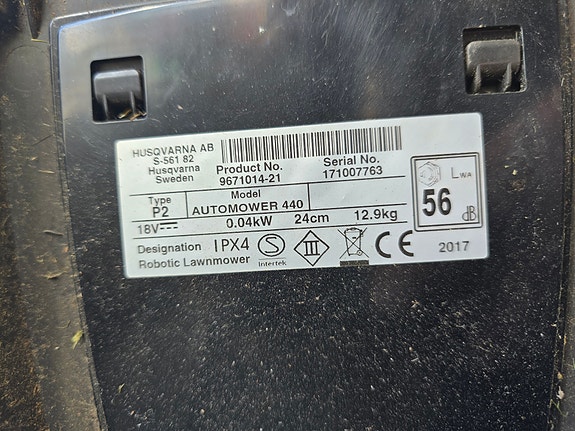 HUSQVARNA AB
S-561 82
Husqvarna
Sweden
Product No.
9671014-21
Serial No.
171007763
Type
P2
Model
AUTOMOWER 440
18V 0.04kW 24cm 12.9kg
Designation IPX4
Robotic Lawnmower
S
Intertek
III
CE
LWA
56
dB
2017